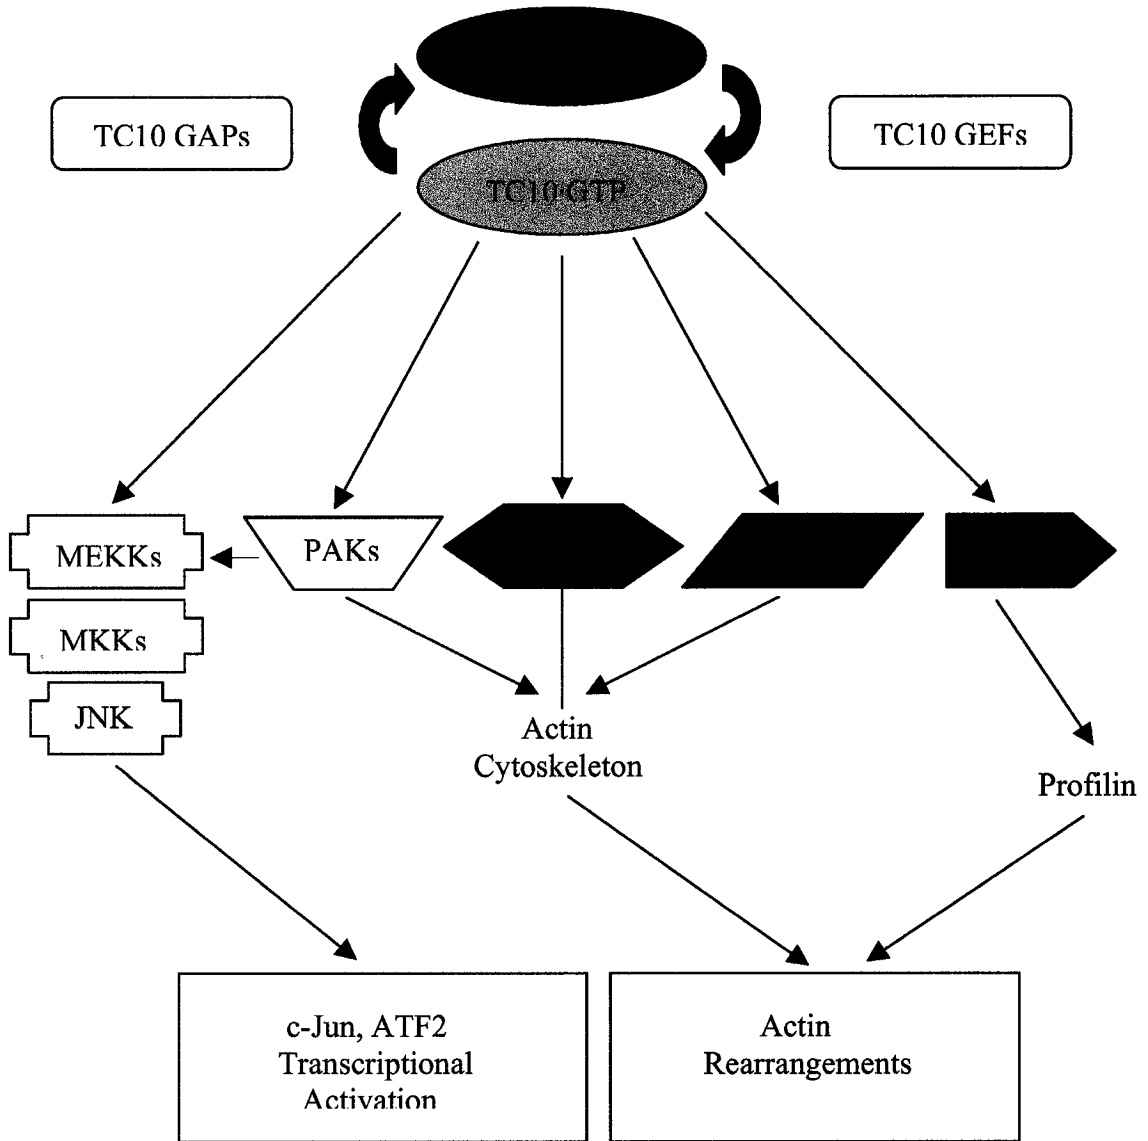 TC10 GAPs
TC10 GEFs
TC10·GTP
MEKKs
PAKs
MKKs
JNK
Actin
Cytoskeleton
Profilin
c-Jun, ATF2
Transcriptional
Activation
Actin
Rearrangements